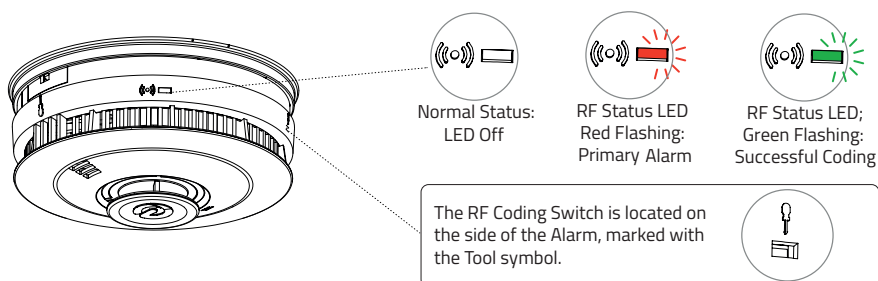 Normal Status:
LED Off
RF Status LED
Red Flashing:
Primary Alarm
RF Status LED;
Green Flashing:
Successful Coding
The RF Coding Switch is located on
the side of the Alarm, marked with
the Tool symbol.